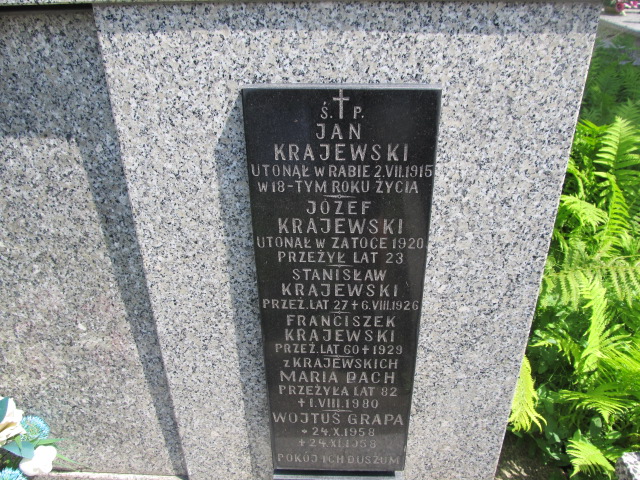 Ś. P.
JAN
KRAJEWSKI
UTONĄŁ W RABIE 2.VII.1915
W 18-TYM ROKU ŻYCIA
JÓZEF
KRAJEWSKI
UTONĄŁ W ZATOCE 1920
PRZEŻYŁ LAT 23
STANISŁAW
KRAJEWSKI
PRZEŻ. LAT 27 + 6.VIII.1926
FRANCISZEK
KRAJEWSKI
PRZEŻ. LAT 60 + 1929
z KRAJEWSKICH
MARIA BACH
PRZEŻYŁA LAT 82
+ 1.VIII.1980
WOJTUŚ GRAPA
* 24.X.1958
+ 24.XI.1958
POKÓJ ICH DUSZOM